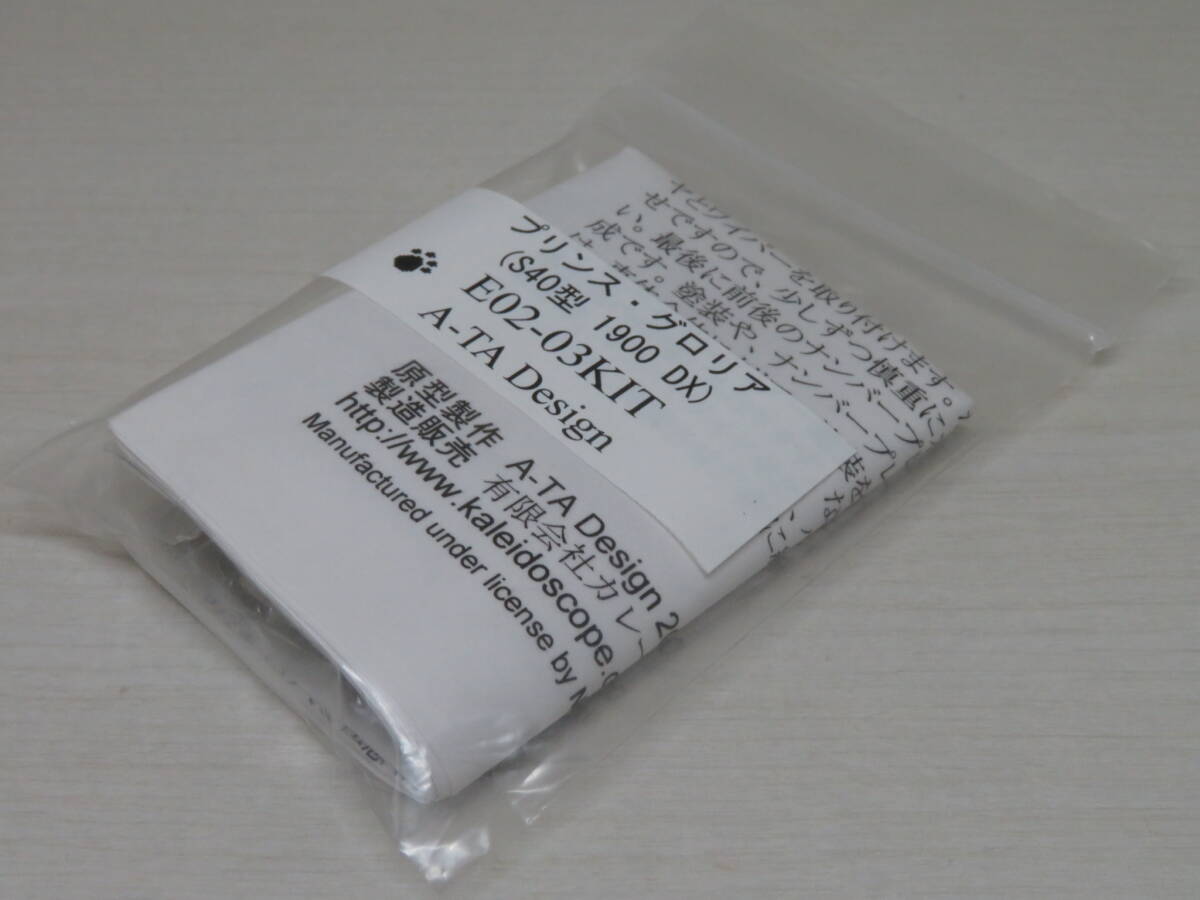 プリンス・グロリア
(S40型 1900 DX)
E02-03KIT
A-TA Design
ヤとワイパーを取り付けます。
せですので、少しずつ慎重に
い。最後に前後のナンバープレ
成です。塗装や、ナンバープレ
原型製作 A-TA Design 2
製造販売 有限会社カレ
http://www.kaleidoscope.
Manufactured under license by N